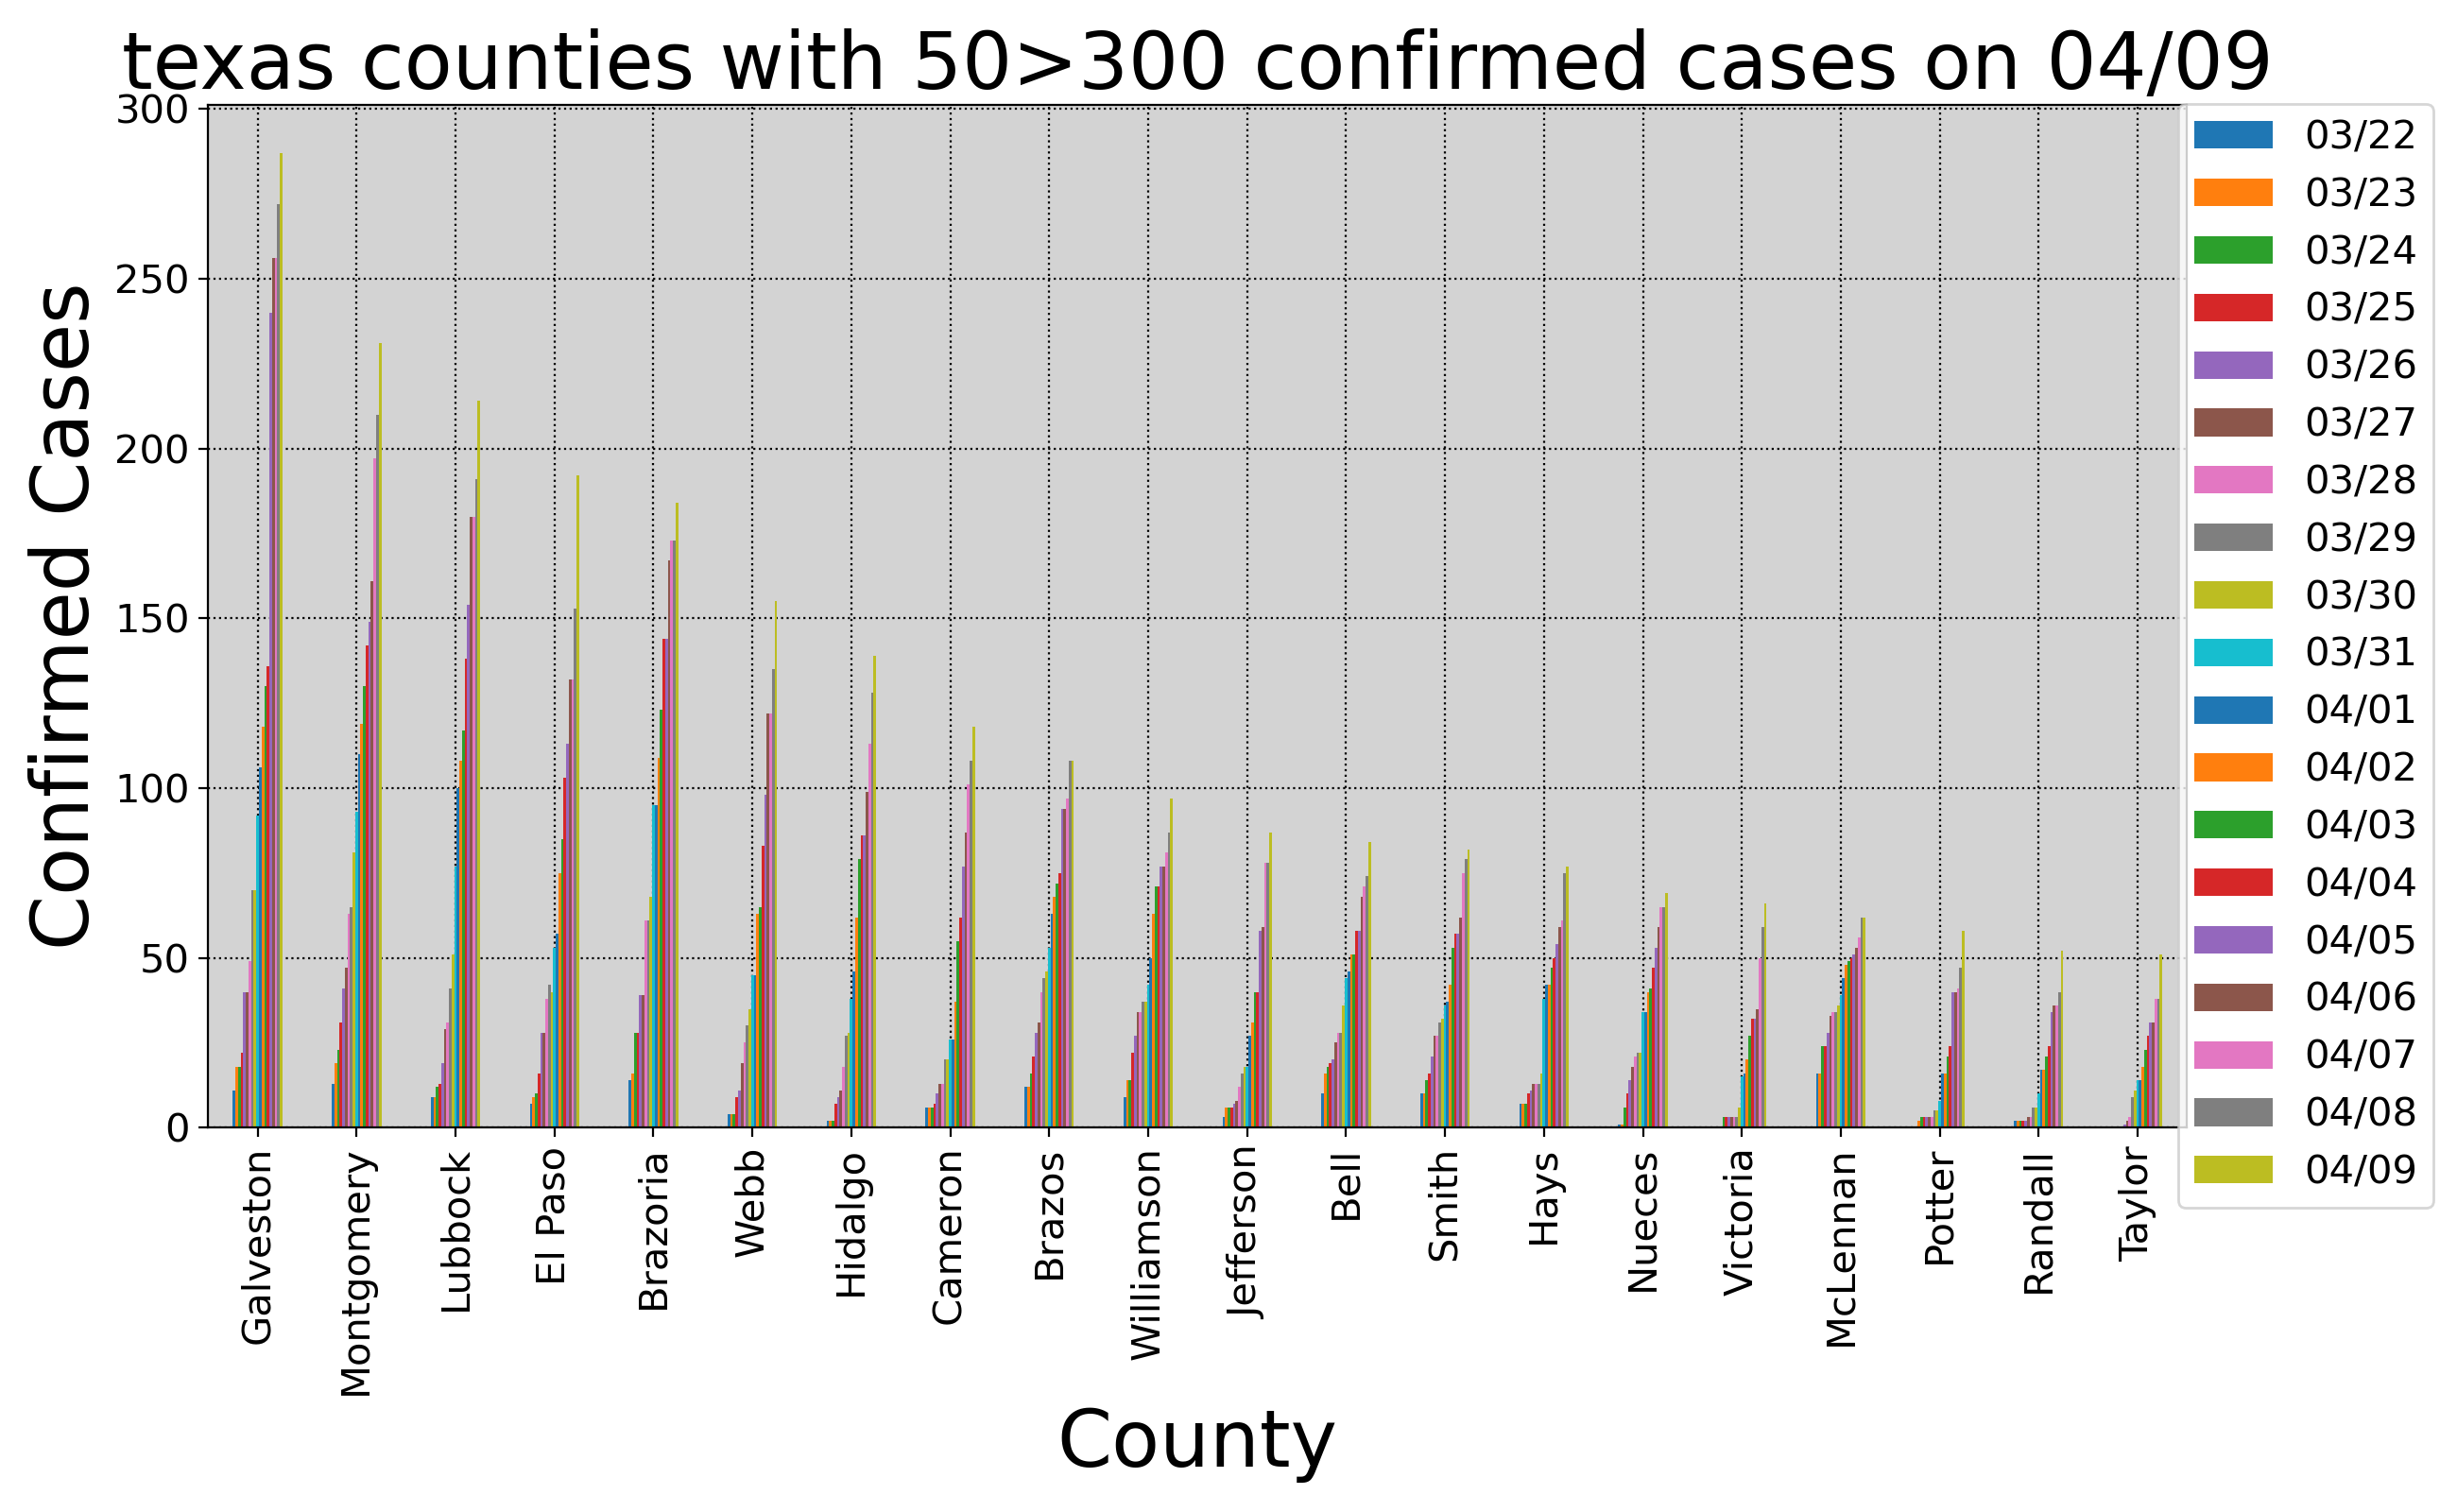 texas counties with 50>300 confirmed cases on 04/09
Confirmed Cases
300
250
200
150
100
50
0
Galveston
Montgomery
Lubbock
El Paso
Brazoria
Webb
Hidalgo
Cameron
Brazos
Williamson
Jefferson
Bell
Smith
Hays
Nueces
Victoria
McLennan
Potter
Randall
Taylor
County
03/22
03/23
03/24
03/25
03/26
03/27
03/28
03/29
03/30
03/31
04/01
04/02
04/03
04/04
04/05
04/06
04/07
04/08
04/09